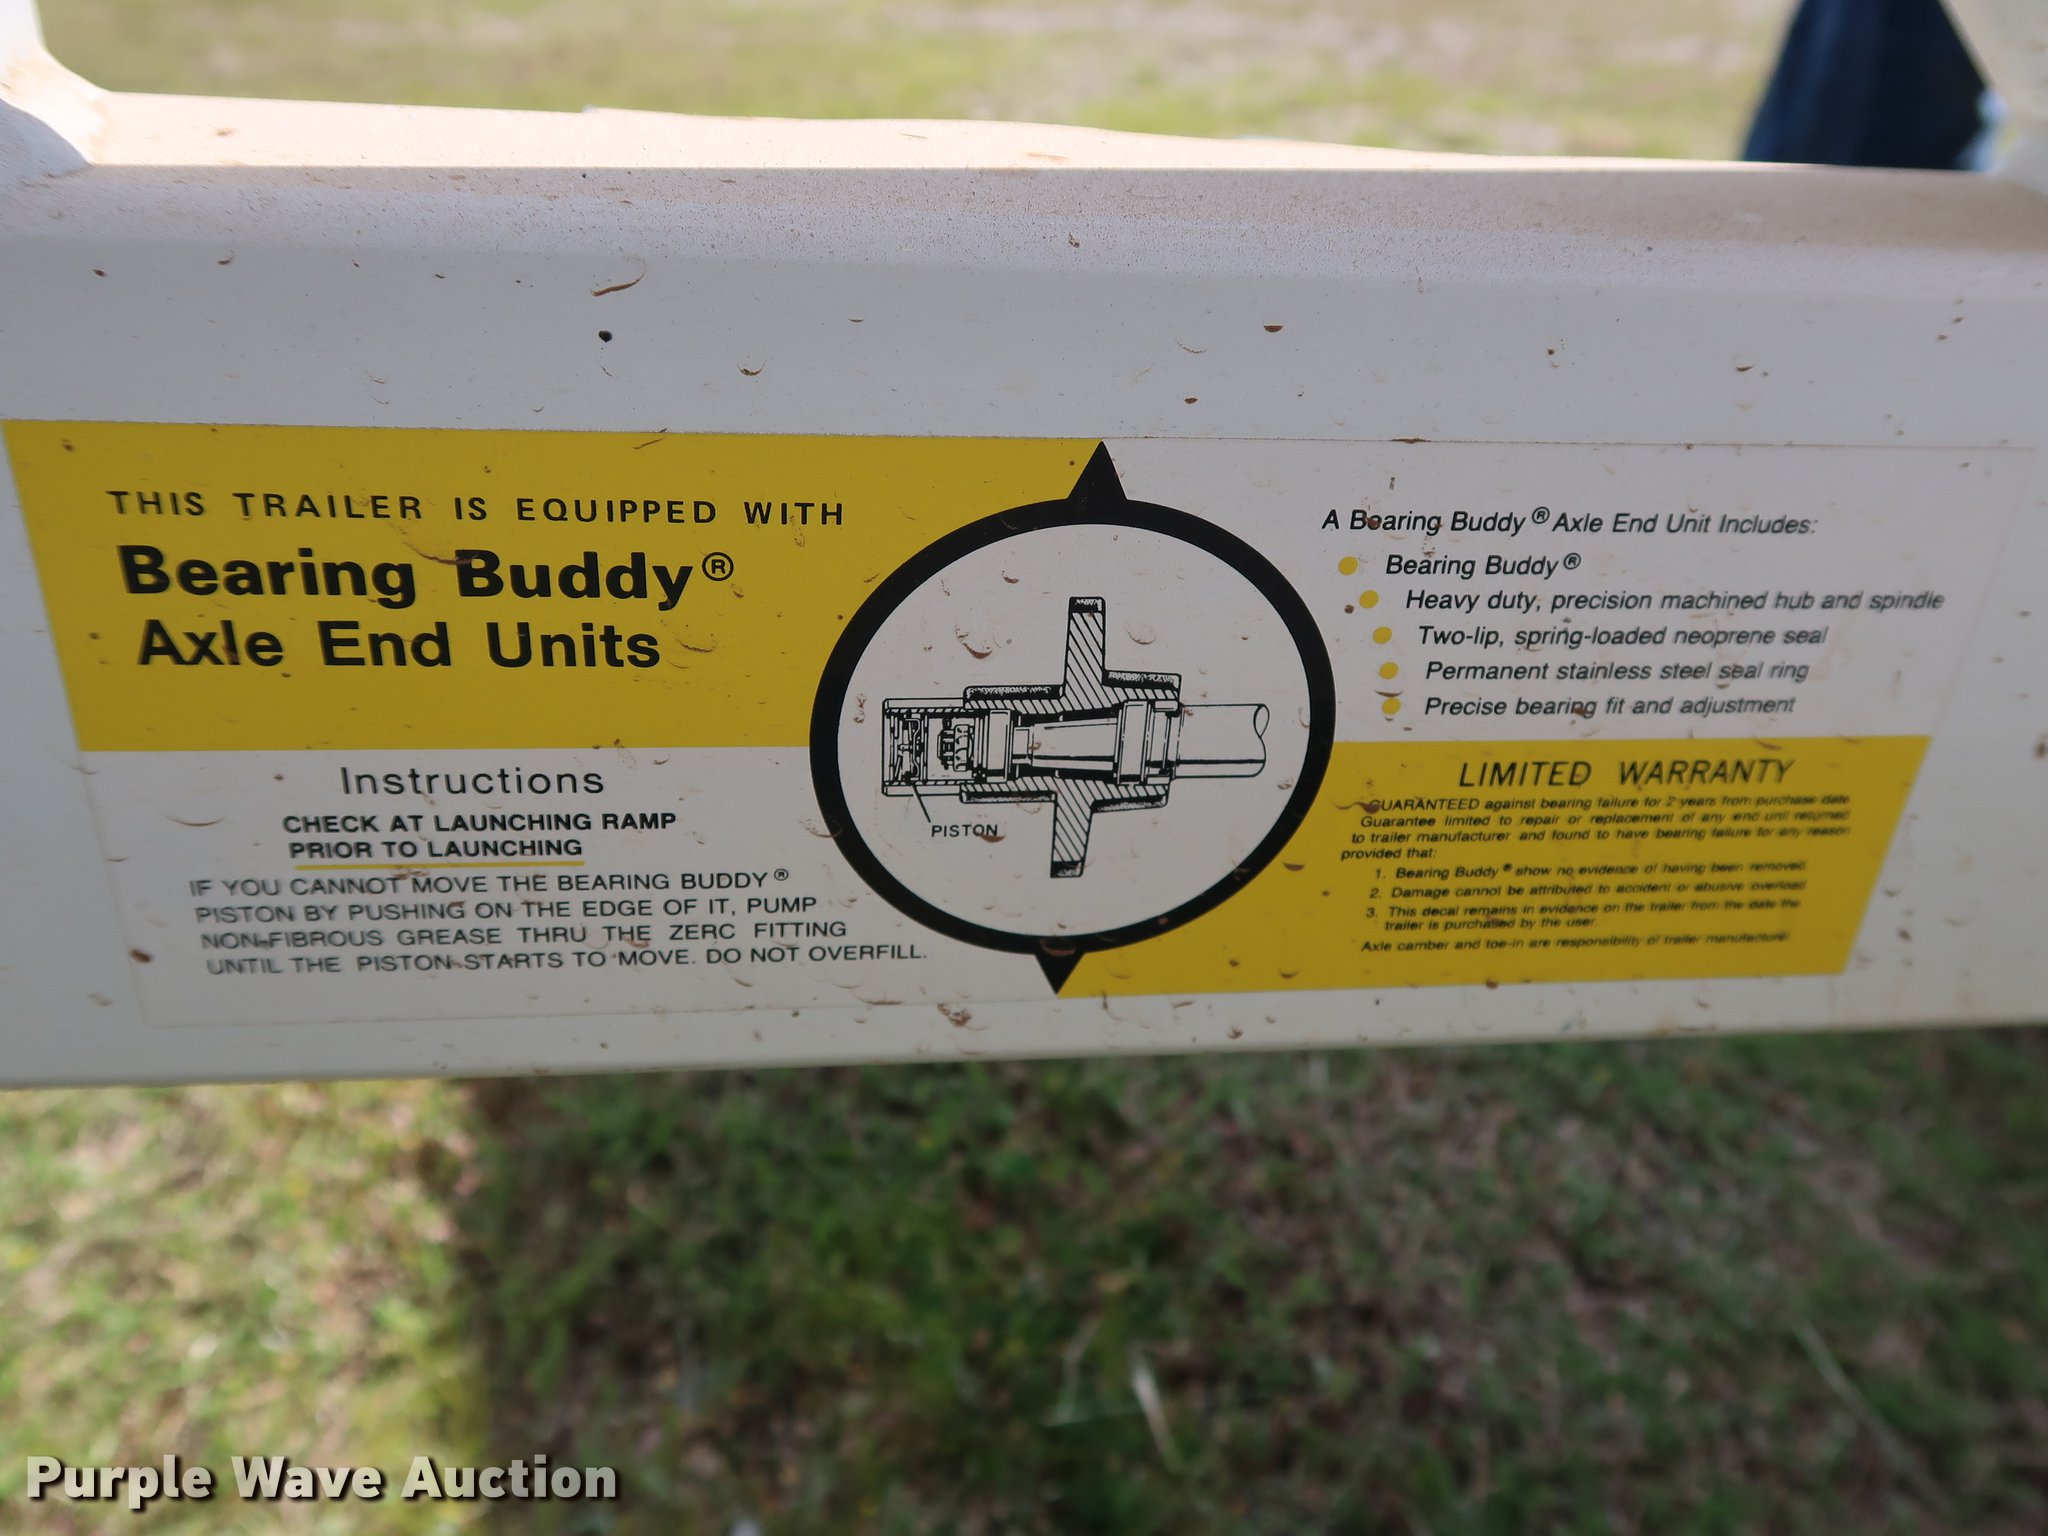 THIS TRAILER IS EQUIPPED WITH
Bearing Buddy®
Axle End Units
Instructions
CHECK AT LAUNCHING RAMP
PRIOR TO LAUNCHING
IF YOU CANNOT MOVE THE BEARING BUDDY®
PISTON BY PUSHING ON THE EDGE OF IT, PUMP
NON-FIBROUS GREASE THRU THE ZERC FITTING
UNTIL THE PISTON STARTS TO MOVE. DO NOT OVERFILL.
PISTON
A Bearing Buddy® Axle End Unit Includes:
Bearing Buddy®
Heavy duty, precision machined hub and spindle
Two-lip, spring-loaded neoprene seal
Permanent stainless steel seal ring
Precise bearing fit and adjustment
LIMITED WARRANTY
GUARANTEED against bearing failure for 2 years from purchase date
Guarantee limited to repair or replacement of any end unit returned
to trailer manufacturer and found to have bearing failure for any reason
provided that:
1. Bearing Buddy® show no evidence of having been removed.
2. Damage cannot be attributed to accident or abusive overload.
3. This decal remains in evidence on the trailer from the date the
trailer is purchased by the user.
Axle camber and toe-in are responsibility of trailer manufacturer.
Purple Wave Auction